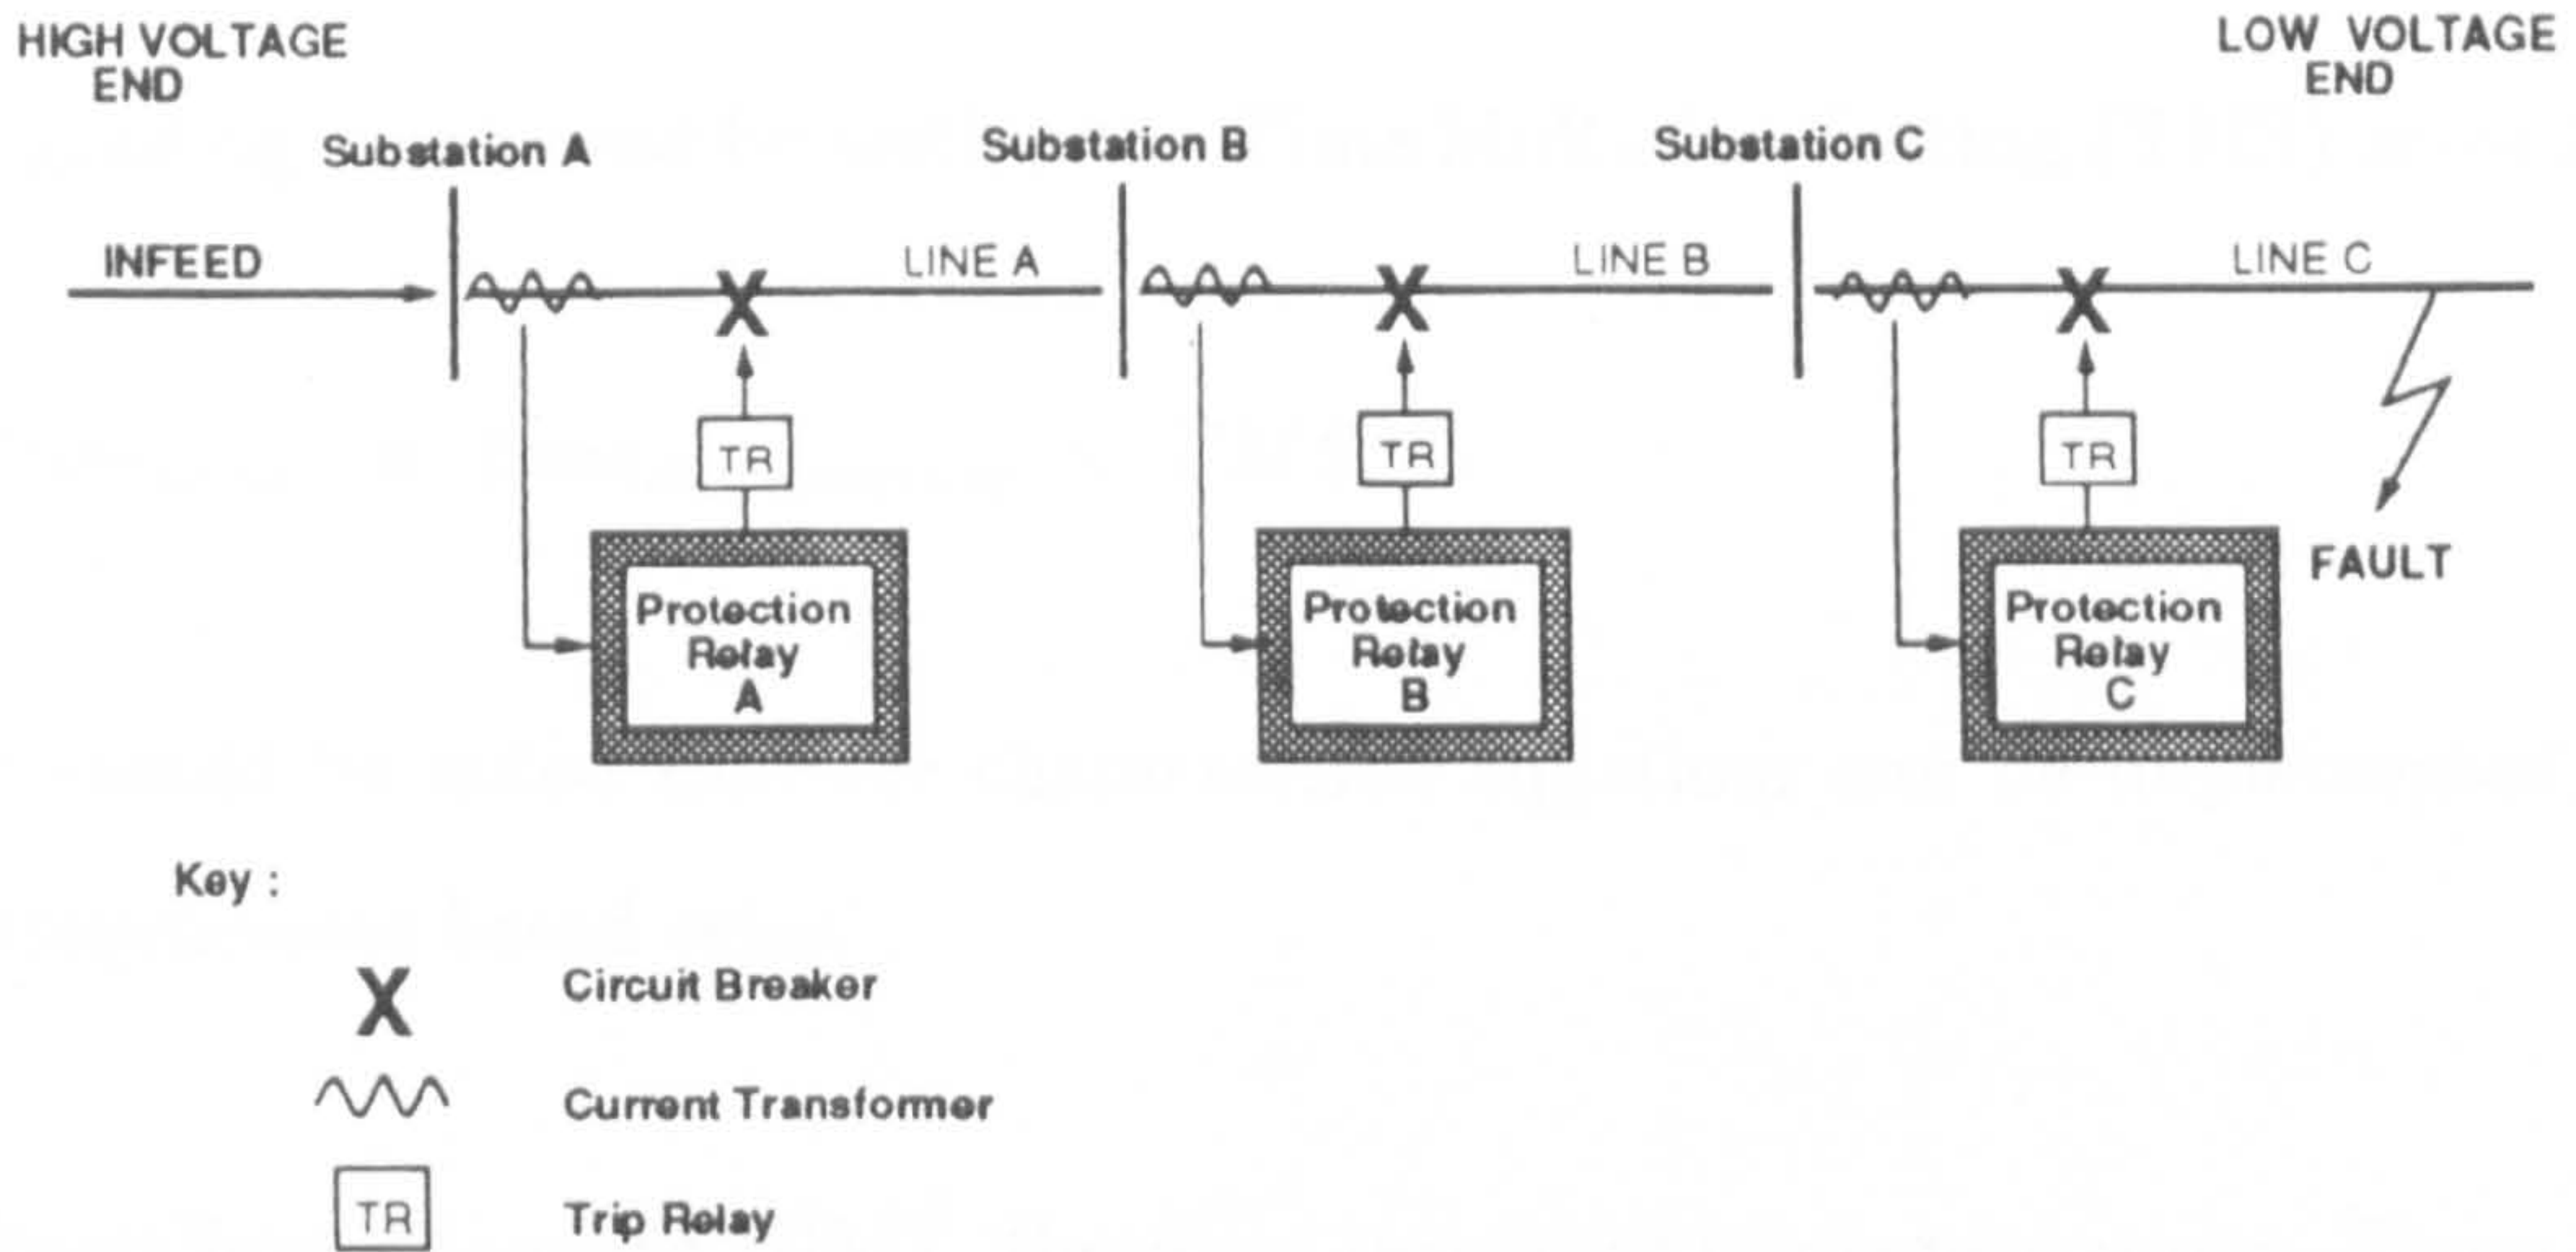 HIGH VOLTAGE
END
LOW VOLTAGE
END
Substation A
Substation B
Substation C
INFEED
LINE A
LINE B
LINE C
TR
TR
TR
Protection
Relay
A
Protection
Relay
B
Protection
Relay
C
FAULT
Key :
X Circuit Breaker
Current Transformer
TR Trip Relay